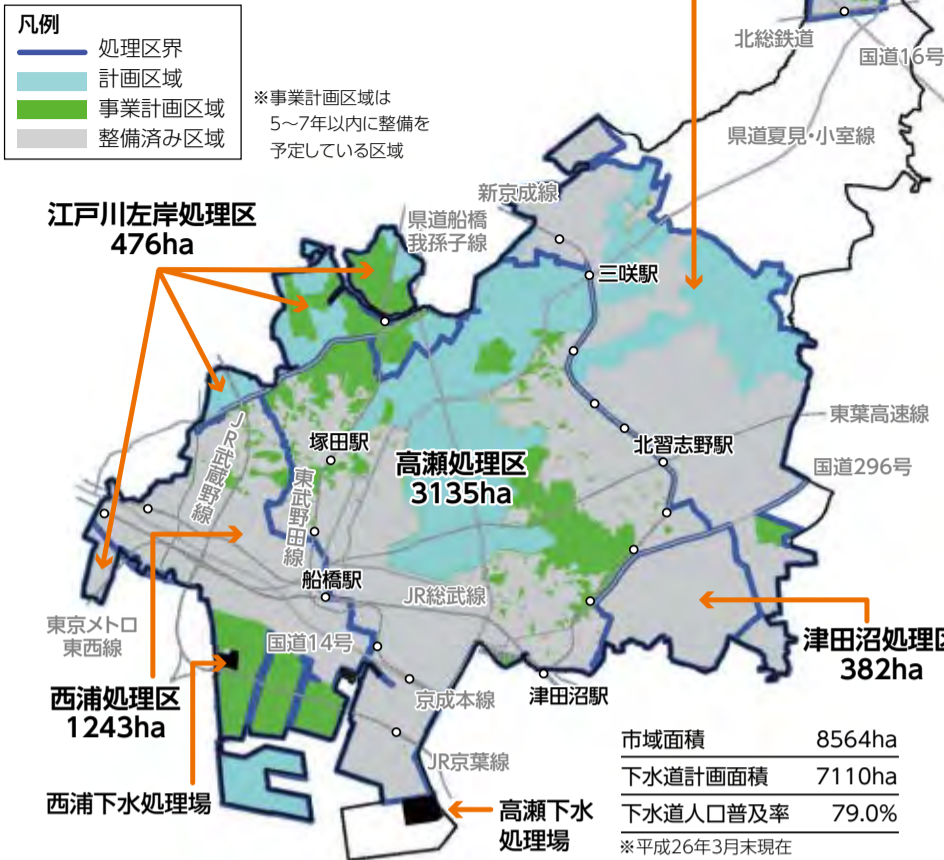 凡例
処理区界
計画区域
事業計画区域
整備済み区域
※事業計画区域は
5～7年以内に整備を
予定している区域
北総鉄道
国道16号
県道夏見・小室線
新京成線
県道船橋
我孫子線
江戸川左岸処理区
476ha
三咲駅
JR武蔵野線
塚田駅
東武野田線
高瀬処理区
3135ha
北習志野駅
東葉高速線
国道296号
船橋駅
JR総武線
東京メトロ
東西線
国道14号
西浦処理区
1243ha
京成本線
津田沼駅
津田沼処理区
382ha
JR京葉線
西浦下水処理場
高瀬下水
処理場
市域面積 8564ha
下水道計画面積 7110ha
下水道人口普及率 79.0%
※平成26年3月末現在